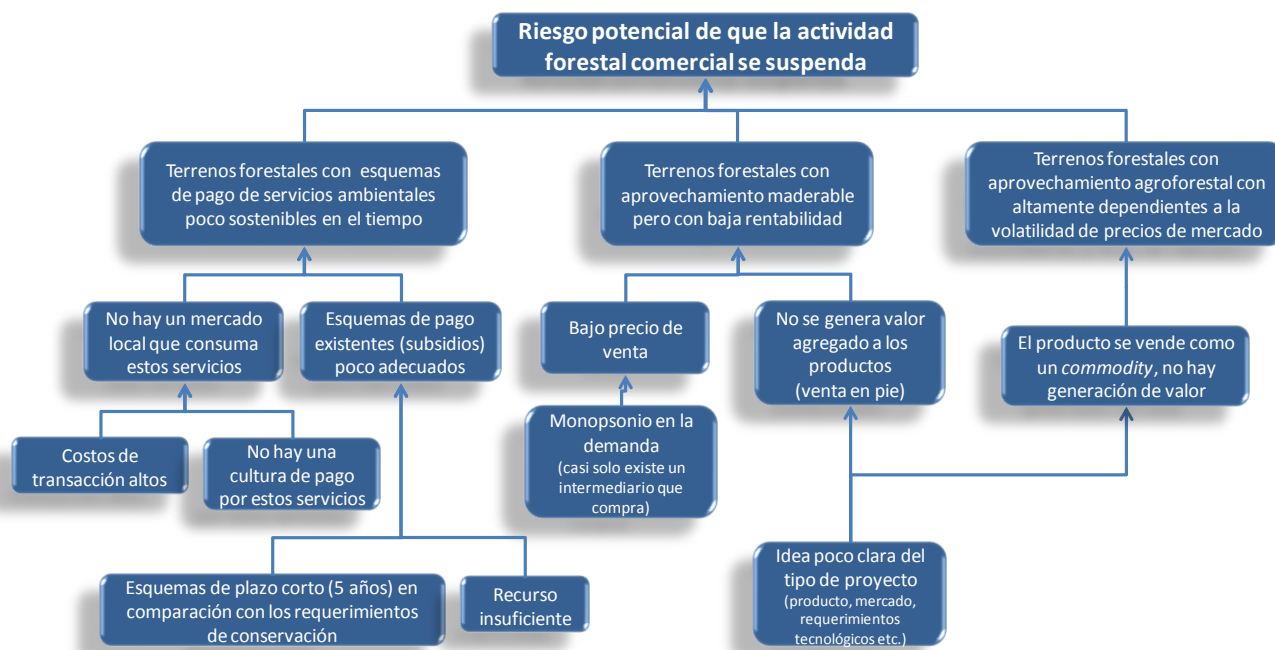 Riesgo potencial de que la actividad
forestal comercial se suspenda
Terrenos forestales con esquemas
de pago de servicios ambientales
poco sostenibles en el tiempo
Terrenos forestales con
aprovechamiento maderable
pero con baja rentabilidad
Terrenos forestales con
aprovechamiento agroforestal con
altamente dependientes a la
volatilidad de precios de mercado
No hay un mercado
local que consuma
estos servicios
Esquemas de pago
existentes (subsidios)
poco adecuados
Bajo precio de
venta
No se genera valor
agregado a los
productos
(venta en pie)
El producto se vende como
un commodity, no hay
generación de valor
Costos de
transacción altos
No hay una
cultura de pago
por estos servicios
Monopsonio en la
demanda
(casi solo existe un
intermediario que
compra)
Esquemas de plazo corto (5 años) en
comparación con los requerimientos
de conservación
Recurso
insuficiente
Idea poco clara del
tipo de proyecto
(producto, mercado,
requerimientos
tecnológicos etc.)